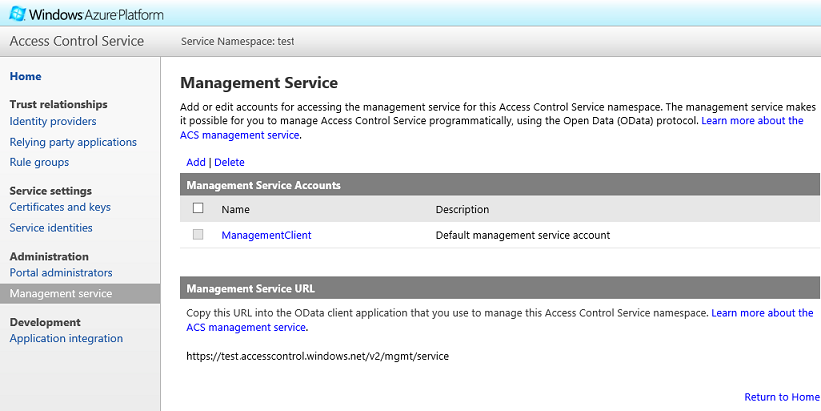 Windows Azure Platform
Access Control Service
Service Namespace: test
Home
Trust relationships
Identity providers
Relying party applications
Rule groups
Service settings
Certificates and keys
Service identities
Administration
Portal administrators
Management service
Development
Application integration
Management Service
Add or edit accounts for accessing the management service for this Access Control Service namespace. The management service makes
it possible for you to manage Access Control Service programmatically, using the Open Data (OData) protocol. Learn more about the
ACS management service.
Add | Delete
Management Service Accounts
Name Description
ManagementClient Default management service account
Management Service URL
Copy this URL into the OData client application that you use to manage this Access Control Service namespace. Learn more about the
ACS management service.
https://test.accesscontrol.windows.net/v2/mgmt/service
Return to Home